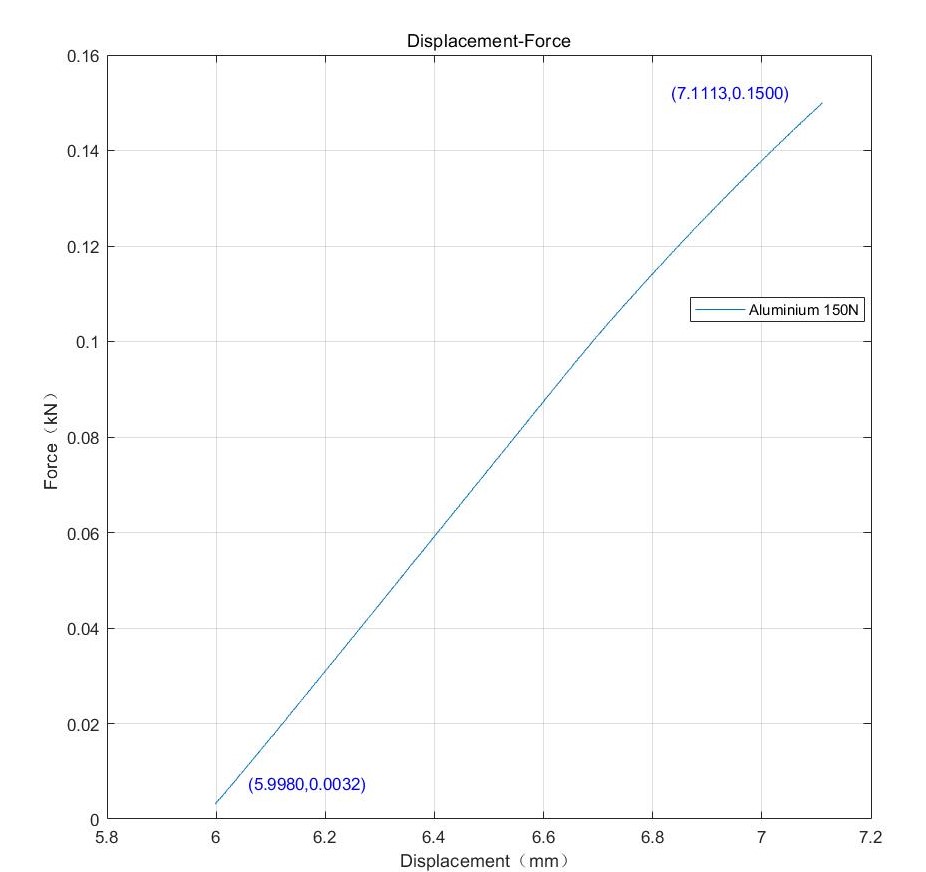 Displacement-Force
0.16
(7.1113,0.1500)
0.14
0.12
Aluminium 150N
0.1
Force（kN）
0.08
0.06
0.04
0.02
(5.9980,0.0032)
0
5.8 6 6.2 6.4 6.6 6.8 7 7.2
Displacement（mm）